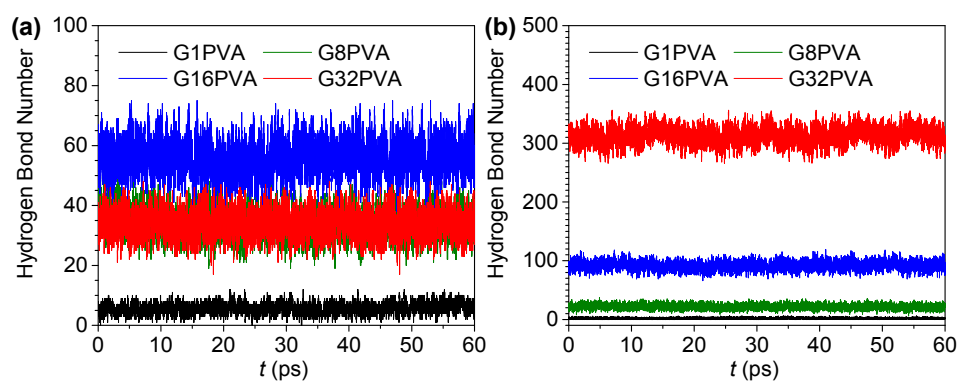 (a)
Hydrogen Bond Number
100
80
60
40
20
0
G1PVA G8PVA
G16PVA G32PVA
0 10 20 30 40 50 60
t (ps)
(b)
Hydrogen Bond Number
500
400
300
200
100
0
G1PVA G8PVA
G16PVA G32PVA
0 10 20 30 40 50 60
t (ps)